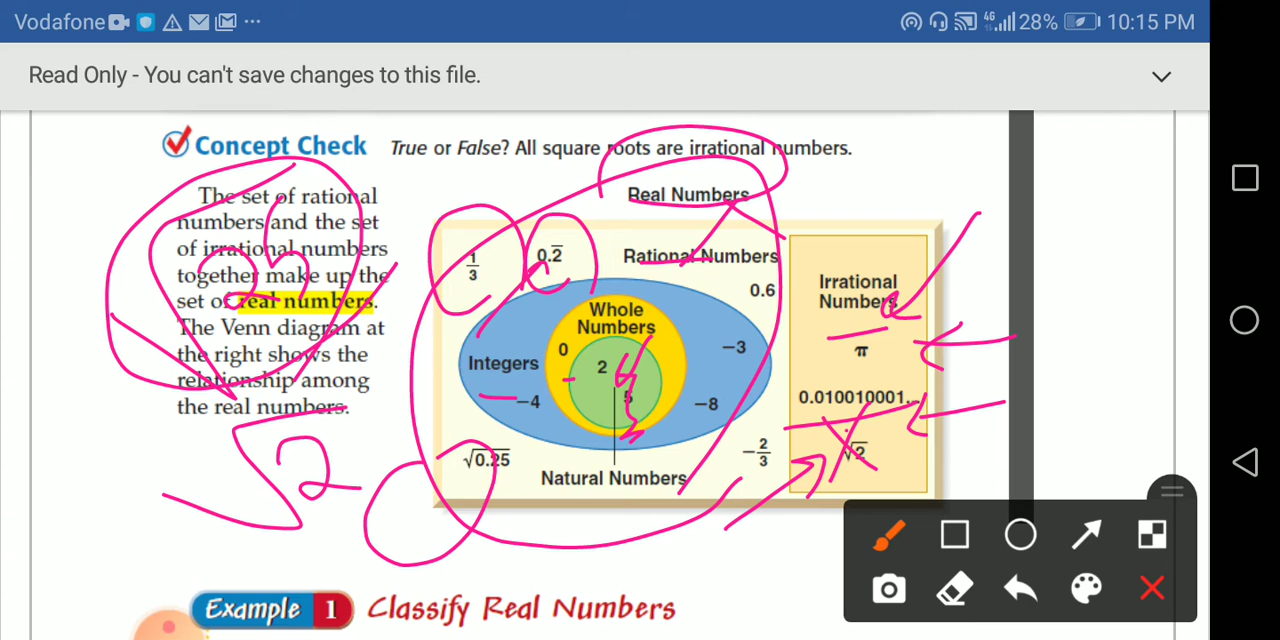 Vodafone 4G 28% 10:15 PM
Read Only - You can't save changes to this file.
Concept Check True or False? All square roots are irrational numbers.
The set of rational
numbers and the set
of irrational numbers
together make up the
set of real numbers.
The Venn diagram at
the right shows the
relationship among
the real numbers.
Real Numbers
1/3
0.2̅
Rational Numbers
0.6
Whole
Numbers
0
2
5
Integers
-4
-3
-8
√0.25
Natural Numbers
-2/3
Irrational
Numbers
π
0.010010001...
√2
√2
Example 1 Classify Real Numbers